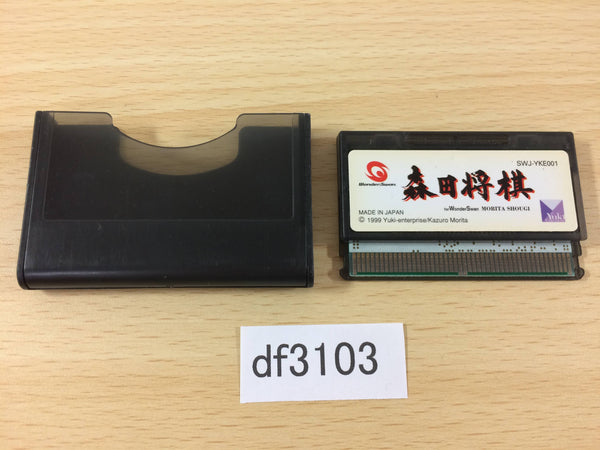 SWJ-YKE001
WonderSwan
森田将棋
for WonderSwan MORITA SHOUGI
MADE IN JAPAN
© 1999 Yuki-enterprise/Kazuro Morita
Yuki
df3103